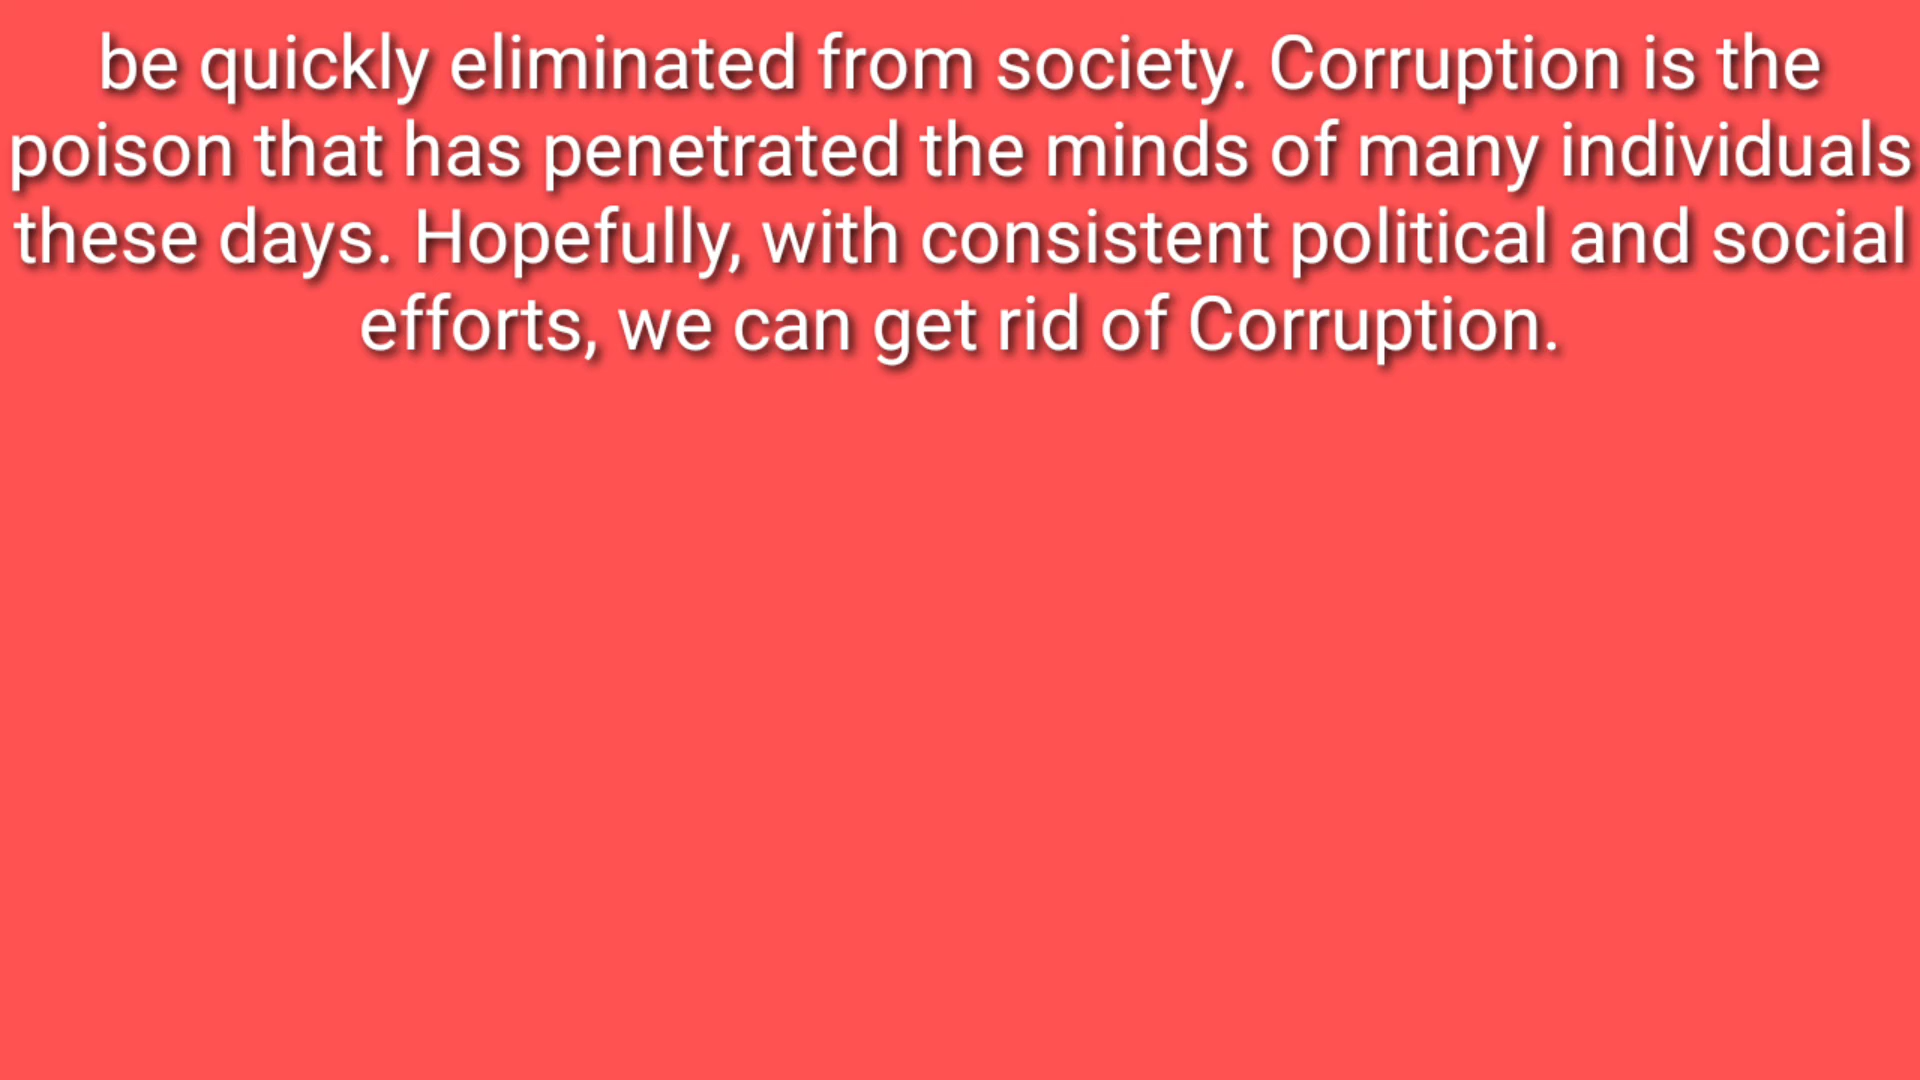 be quickly eliminated from society. Corruption is the
poison that has penetrated the minds of many individuals
these days. Hopefully, with consistent political and social
efforts, we can get rid of Corruption.